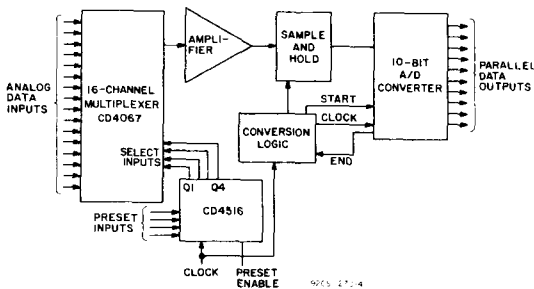 AMPLI-
FIER
SAMPLE
AND
HOLD
10-BIT
A/D
CONVERTER
PARALLEL
DATA
OUTPUTS
ANALOG
DATA
INPUTS
16-CHANNEL
MULTIPLEXER
CD4067
START
CLOCK
CONVERSION
LOGIC
END
SELECT
INPUTS
Q1 Q4
CD4516
PRESET
INPUTS
CLOCK
PRESET
ENABLE